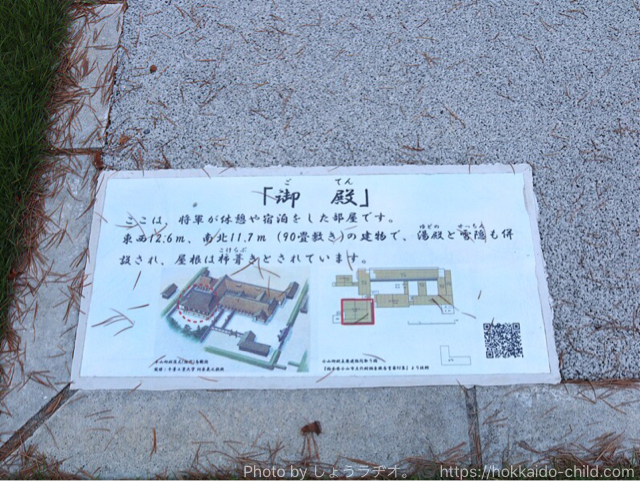 ご てん
「御 殿」
ここは、将軍が休憩や宿泊をした部屋です。
ゆどの せっちん
東西12.6m、南北11.7m (90畳敷き)の建物で、湯殿と雪隠も併
こけらぶ
設され、屋根は杮葺きとされています。
Photo by しょうラヂオ。 © https://hokkaido-child.com